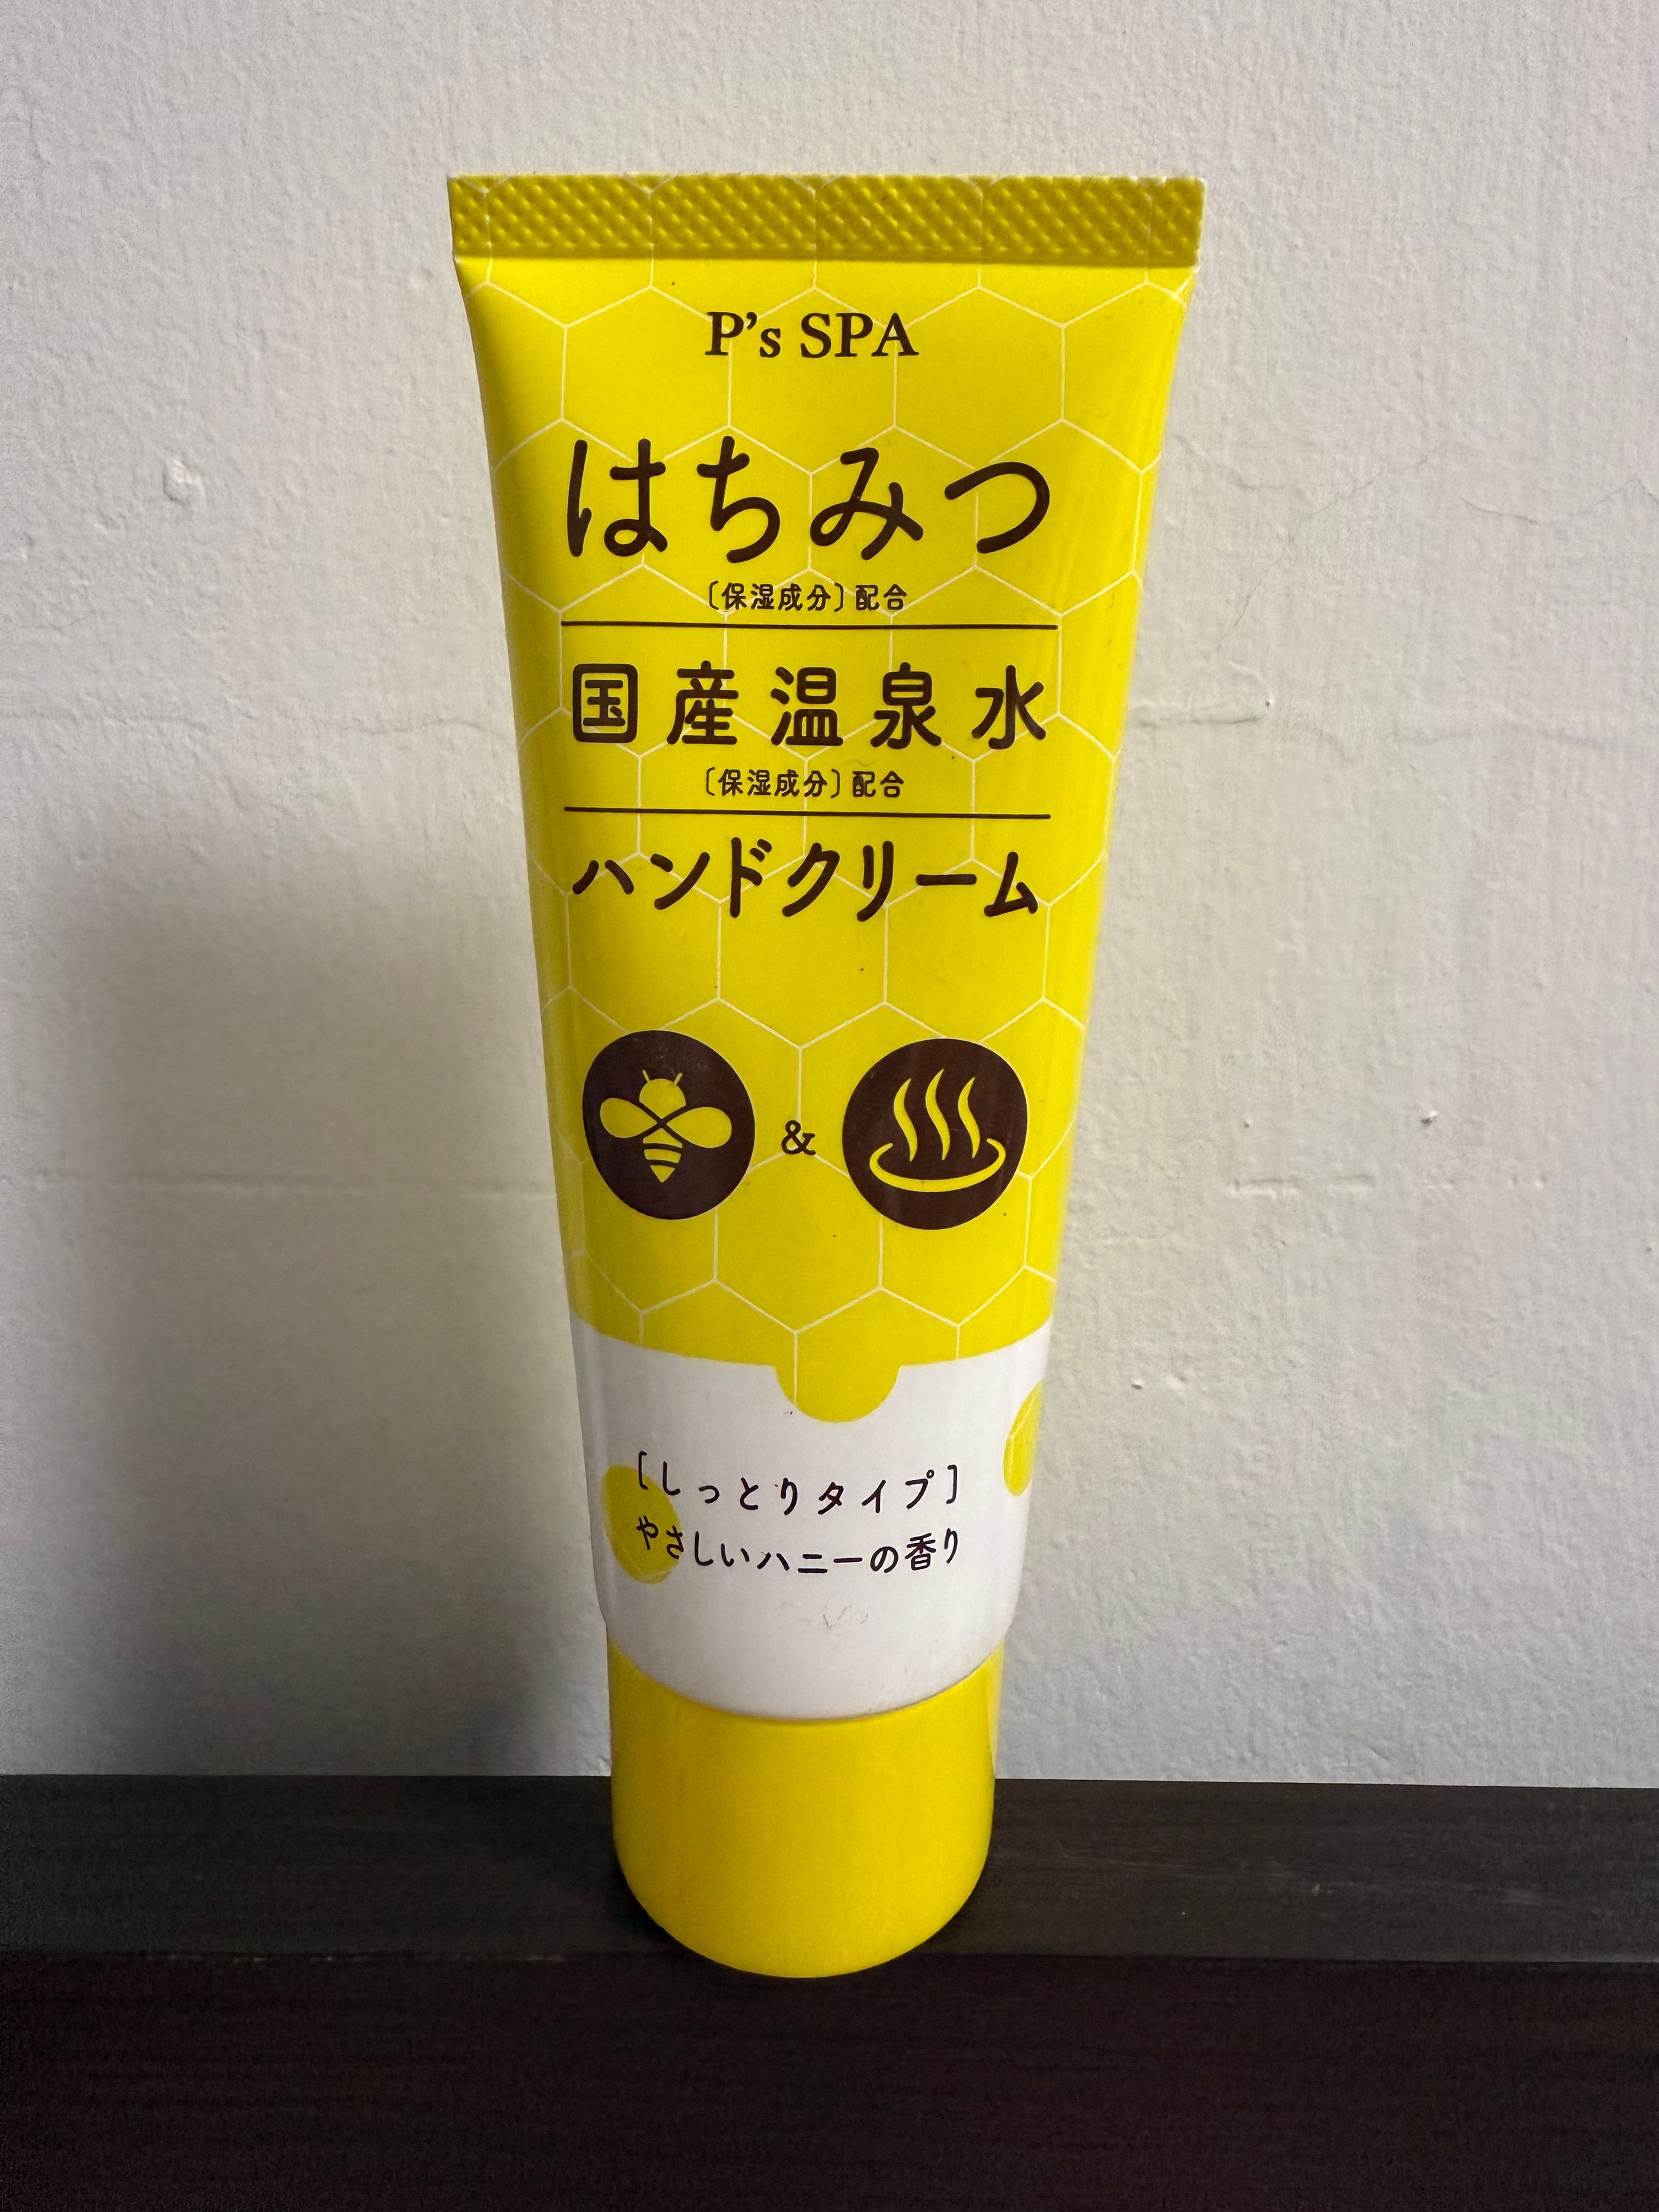 P's SPA
はちみつ
〔保湿成分〕配合
国産温泉水
〔保湿成分〕配合
ハンドクリーム
&
[しっとりタイプ]
やさしいハニーの香り